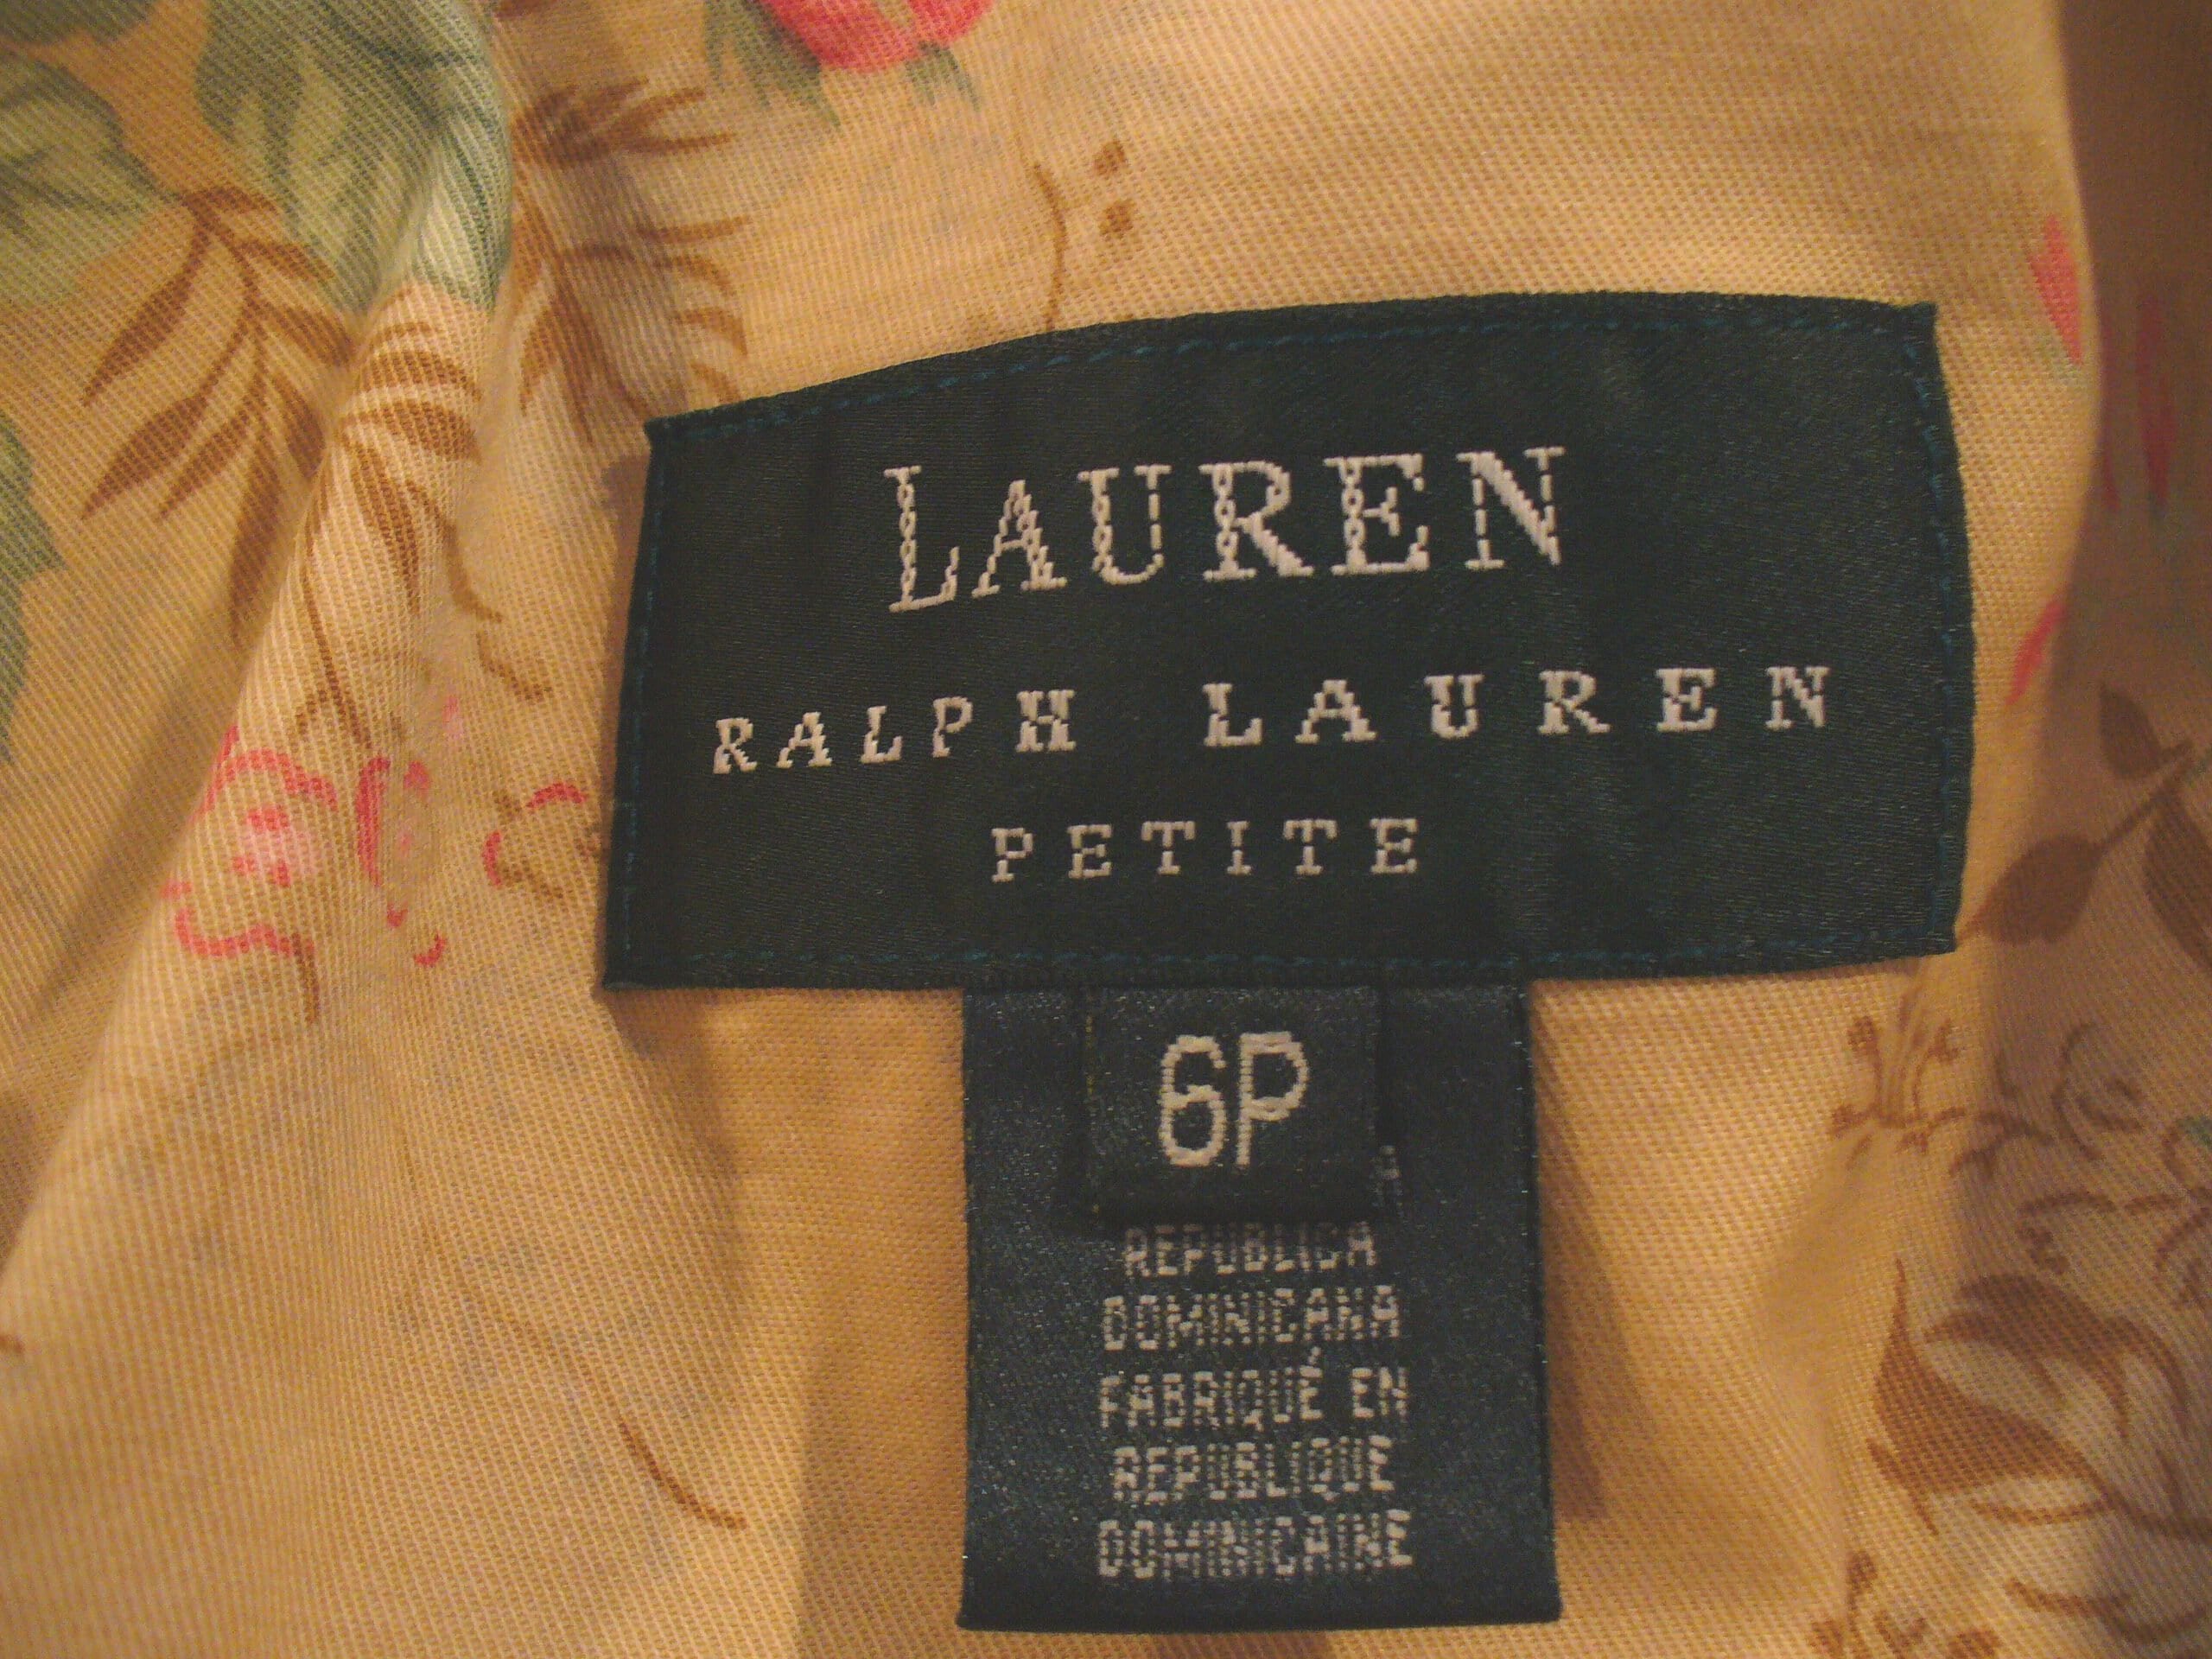 LAUREN
RALPH LAUREN
PETITE
6P
REPUBLICA
DOMINICANA
FABRIQUÉ EN
REPUBLIQUE
DOMINICAINE